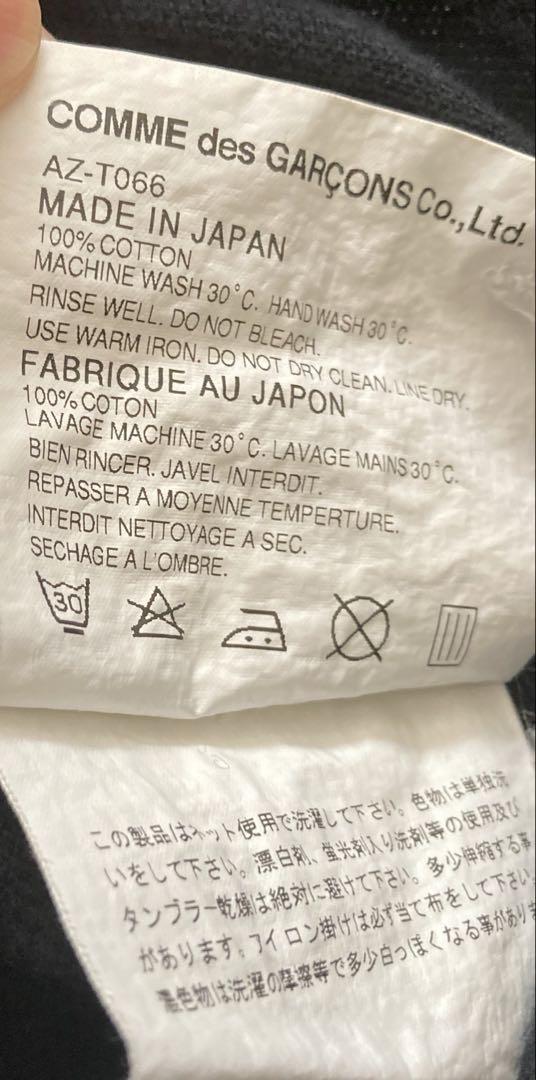 COMME des GARÇONS Co., Ltd.
AZ-T066
MADE IN JAPAN
100% COTTON
MACHINE WASH 30°C. HAND WASH 30°C.
RINSE WELL. DO NOT BLEACH.
USE WARM IRON. DO NOT DRY CLEAN. LINE DRY.
FABRIQUE AU JAPON
100% COTON
LAVAGE MACHINE 30°C. LAVAGE MAINS 30°C.
BIEN RINCER. JAVEL INTERDIT.
REPASSER A MOYENNE TEMPERTURE.
INTERDIT NETTOYAGE A SEC.
SECHAGE A L'OMBRE.
30
この製品はネット使用で洗濯して下さい。色物は単独洗
いをして下さい。漂白剤、蛍光剤入り洗剤等の使用及び
タンブラー乾燥は絶対に避けて下さい。多少伸縮する事
があります。アイロン掛けは必ず当て布をして下さい。
濃色物は洗濯の摩擦等で多少白っぽくなる事がありま